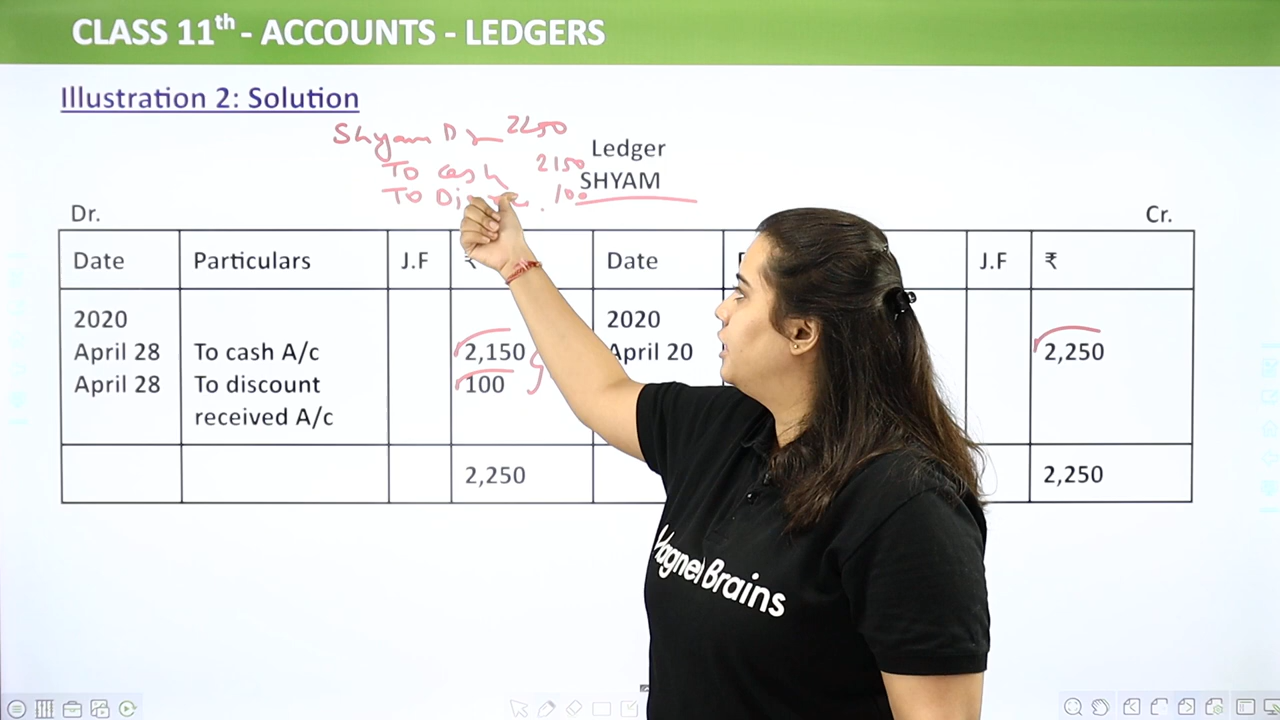 CLASS 11th - ACCOUNTS - LEDGERS
Illustration 2: Solution
Shyam Dr 2250
To cash 2150
To 100
Ledger
SHYAM
Dr. Cr.
Date Particulars J.F ₹ Date J.F ₹
2020 2020
April 28 To cash A/c 2,150 April 20 2,250
April 28 To discount 100
received A/c
2,250 2,250
Magnet Brains